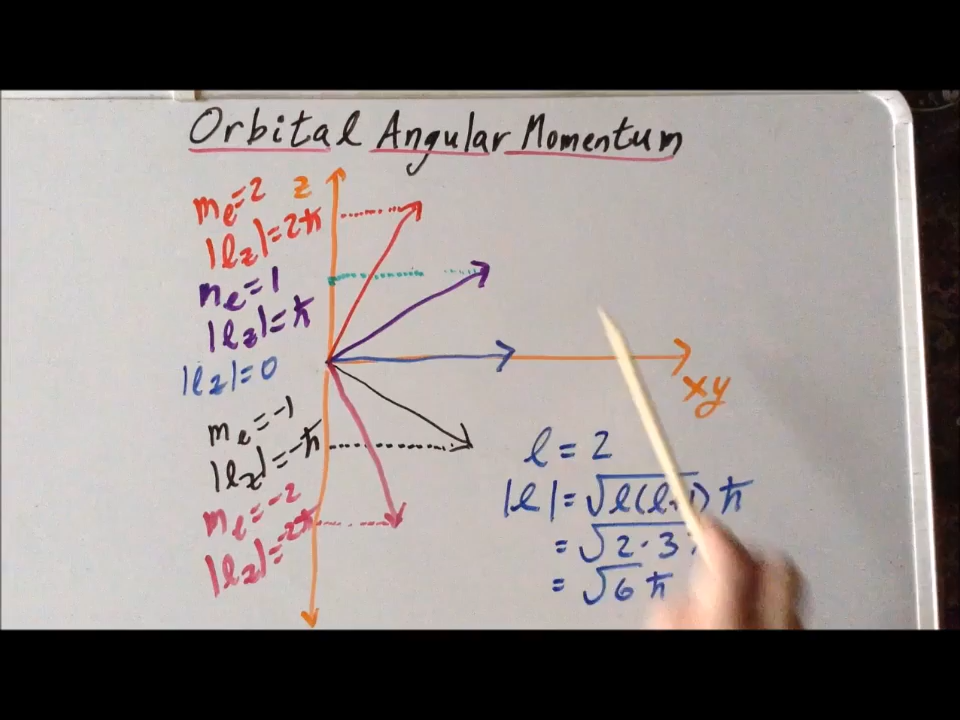 Orbital Angular Momentum
z
mℓ=2
|ℓz|=2ħ
mℓ=1
|ℓz|=ħ
|ℓz|=0
xy
mℓ=-1
|ℓz|=-ħ
mℓ=-2
|ℓz|=-2ħ
ℓ=2
|ℓ|=√ℓ(ℓ+1) ħ
=√2·3
=√6 ħ